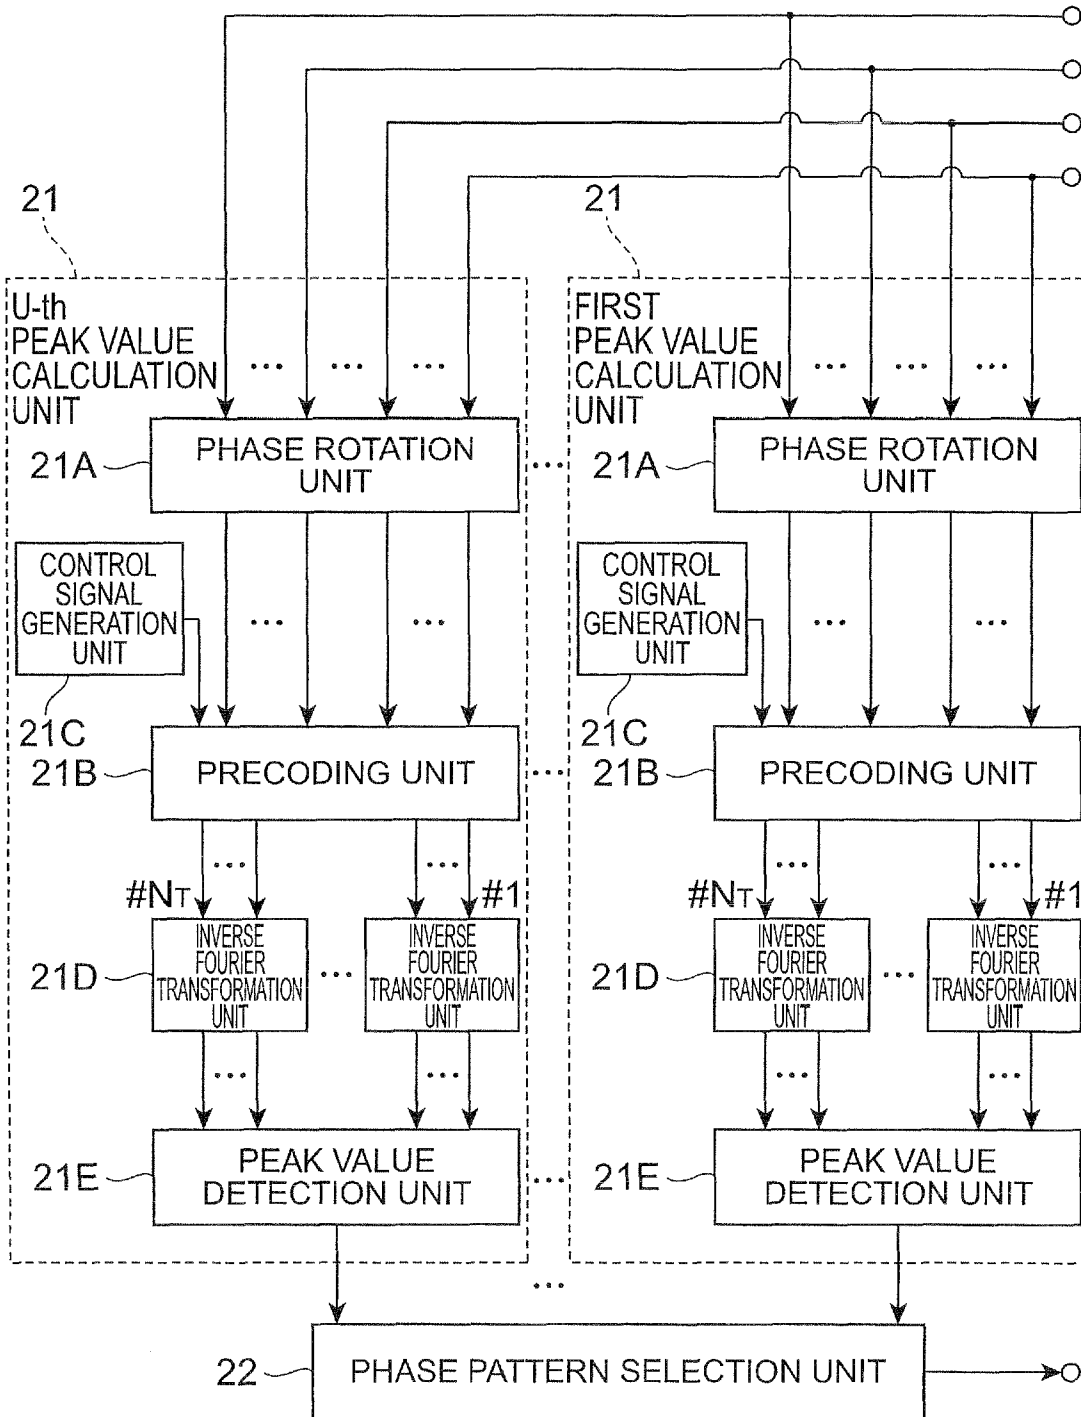 21
21
U-th
PEAK VALUE
CALCULATION
UNIT
FIRST
PEAK VALUE
CALCULATION
UNIT
... ... ...
... ... ...
21A
PHASE ROTATION
UNIT
...
21A
PHASE ROTATION
UNIT
CONTROL
SIGNAL
GENERATION
UNIT
... ...
CONTROL
SIGNAL
GENERATION
UNIT
... ...
21C
21C
21B
PRECODING UNIT
...
21B
PRECODING UNIT
... ...
... ...
#NT
#1
#NT
#1
21D
INVERSE
FOURIER
TRANSFORMATION
UNIT
...
INVERSE
FOURIER
TRANSFORMATION
UNIT
21D
INVERSE
FOURIER
TRANSFORMATION
UNIT
...
INVERSE
FOURIER
TRANSFORMATION
UNIT
... ...
... ...
21E
PEAK VALUE
DETECTION UNIT
...
21E
PEAK VALUE
DETECTION UNIT
...
22
PHASE PATTERN SELECTION UNIT